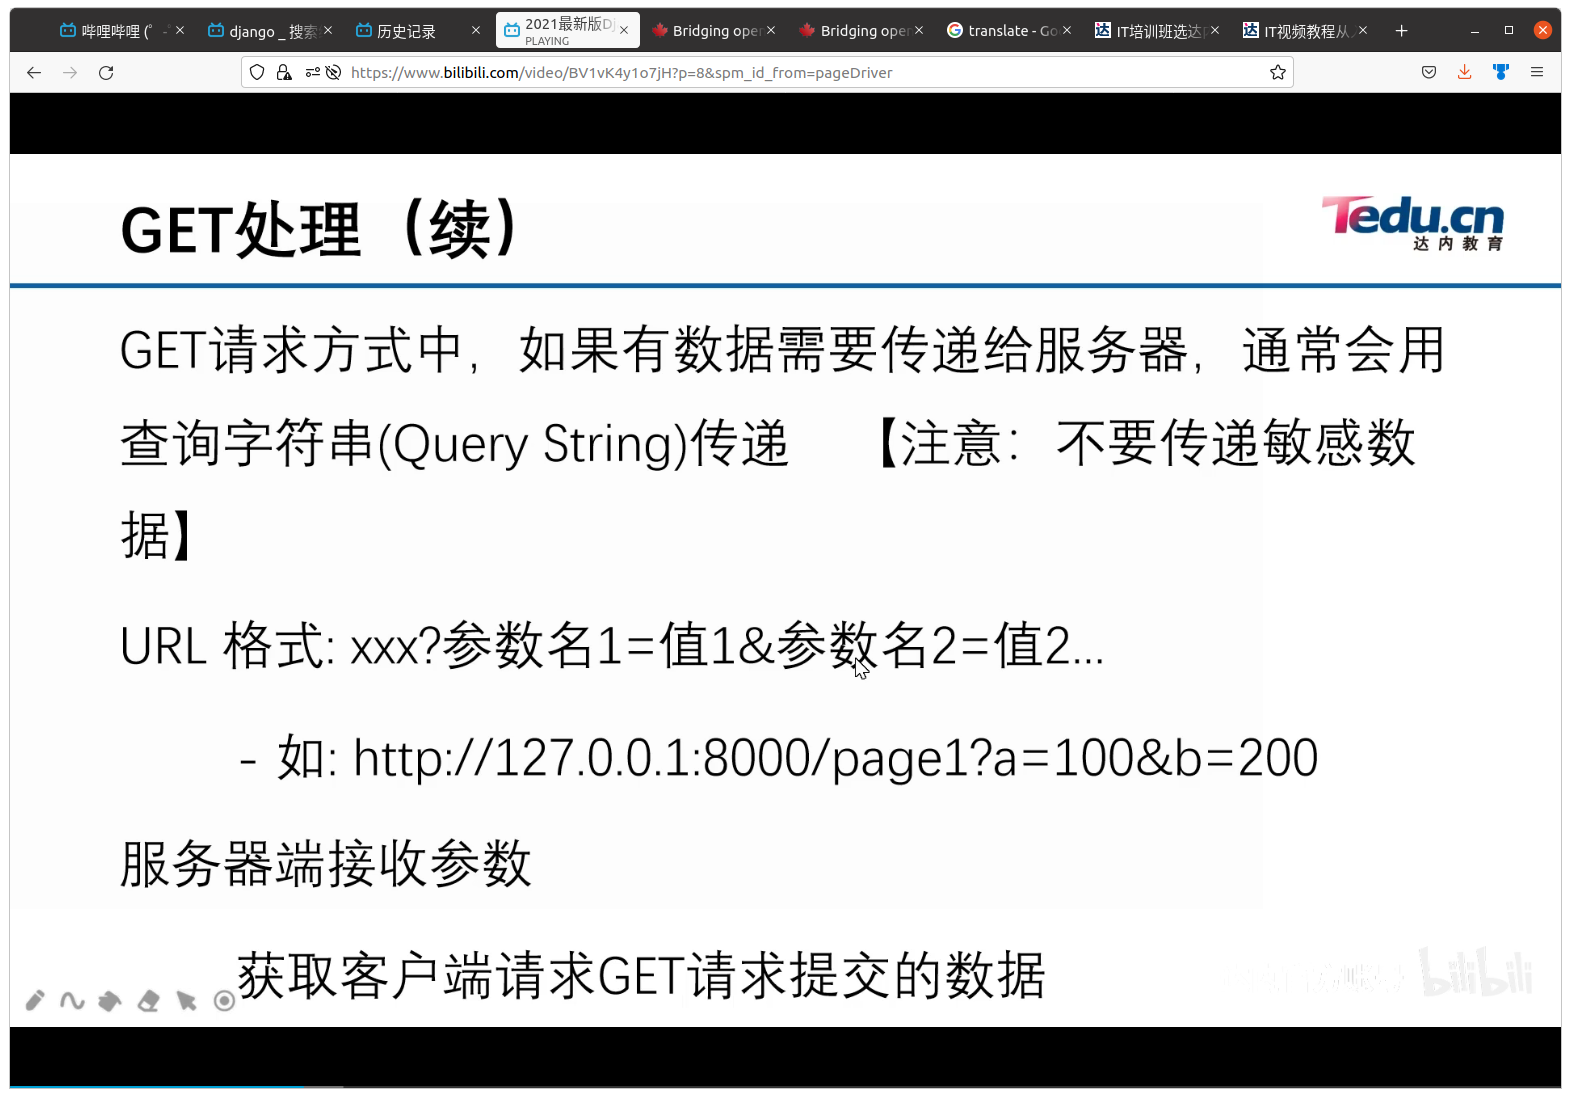 哔哩哔哩 (゜-゜
django _ 搜索
历史记录
2021最新版Dj
PLAYING
Bridging oper
Bridging oper
translate - Go
IT培训班选达内
IT视频教程从入
https://www.bilibili.com/video/BV1vK4y1o7jH?p=8&spm_id_from=pageDriver
GET处理（续）
Tedu.cn
达内教育
GET请求方式中，如果有数据需要传递给服务器，通常会用
查询字符串(Query String)传递 【注意：不要传递敏感数
据】
URL 格式: xxx?参数名1=值1&参数名2=值2...
- 如: http://127.0.0.1:8000/page1?a=100&b=200
服务器端接收参数
获取客户端请求GET请求提交的数据
bilibili